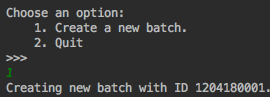 Choose an option:
    1. Create a new batch.
    2. Quit
>>>
1
Creating new batch with ID 1204180001.